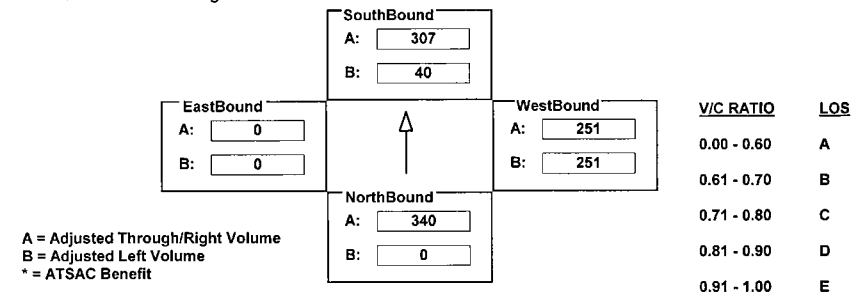 SouthBound
A: 307
B: 40
EastBound
A: 0
B: 0
WestBound
A: 251
B: 251
NorthBound
A: 340
B: 0
A = Adjusted Through/Right Volume
B = Adjusted Left Volume
* = ATSAC Benefit
V/C RATIO LOS
0.00 - 0.60 A
0.61 - 0.70 B
0.71 - 0.80 C
0.81 - 0.90 D
0.91 - 1.00 E